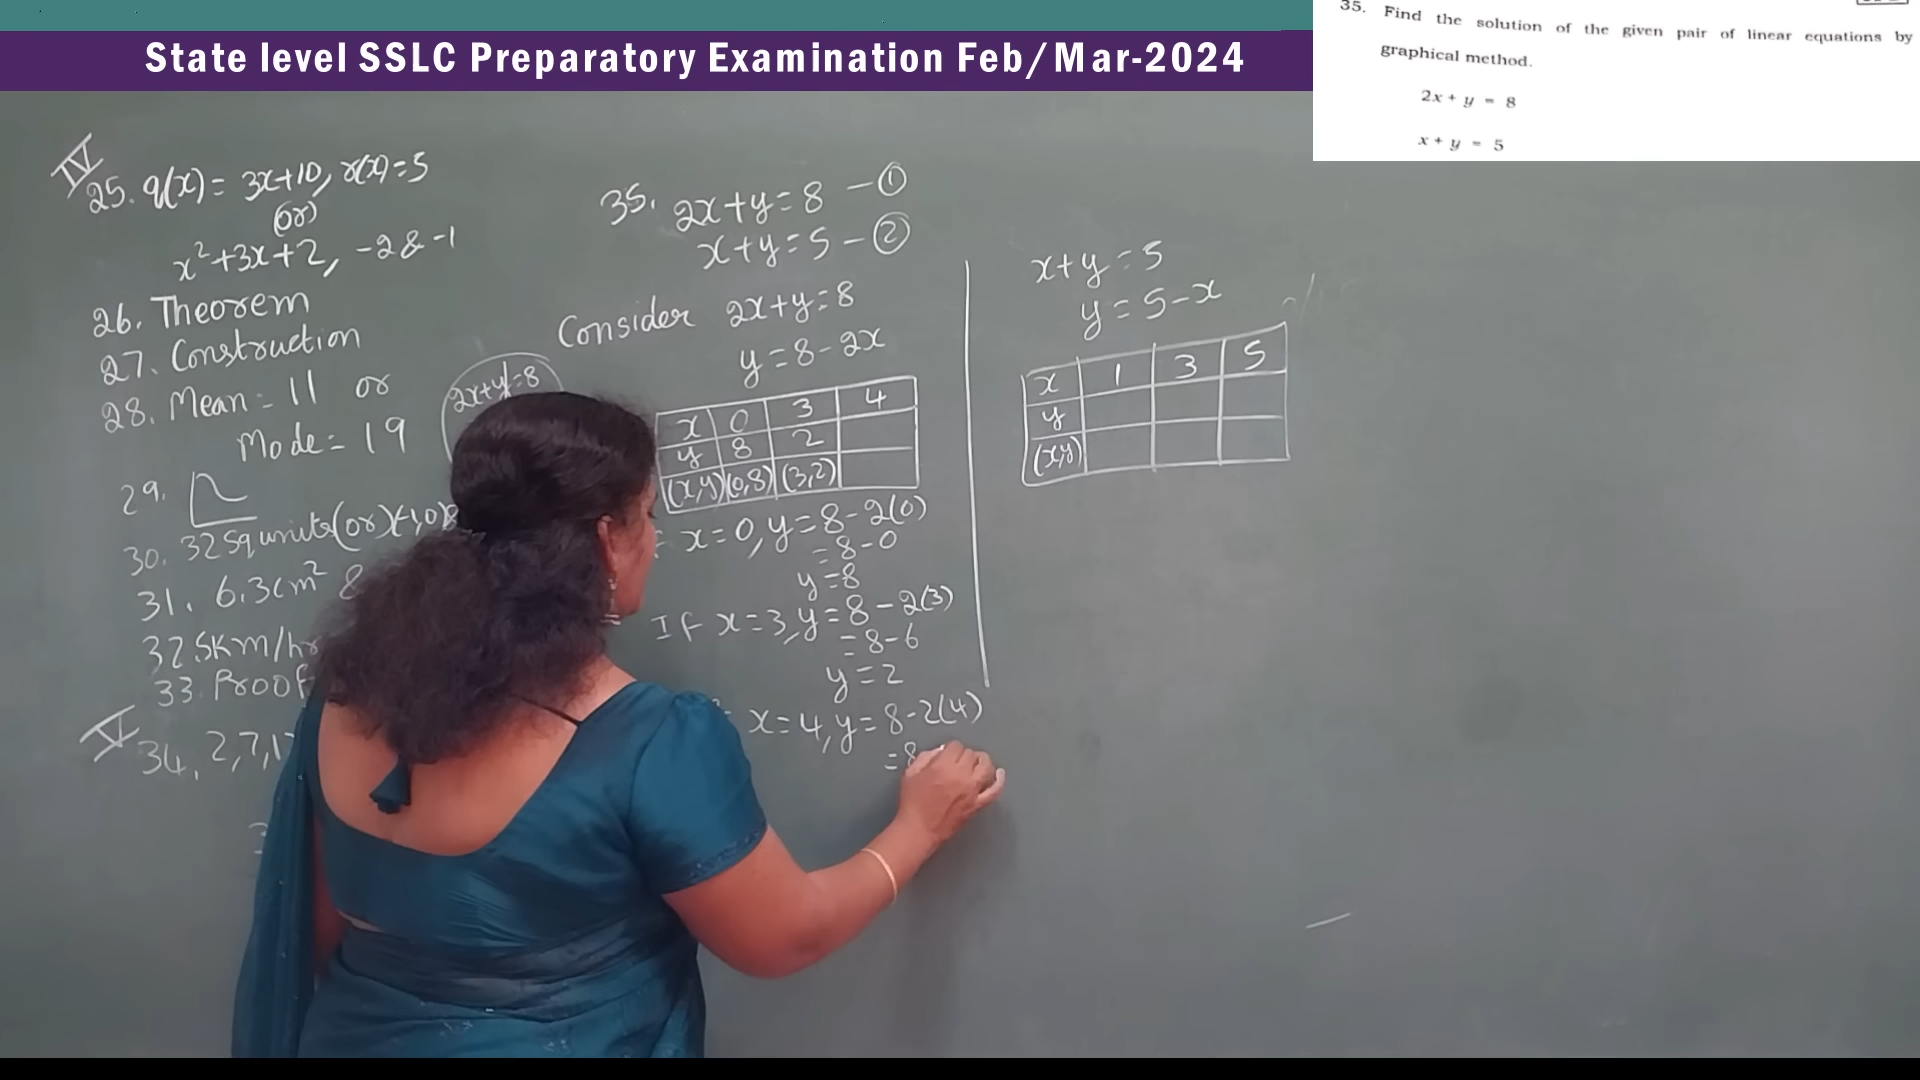 State level SSLC Preparatory Examination Feb/Mar-2024
35. Find the solution of the given pair of linear equations by
graphical method.
2x + y = 8
x + y = 5
IV
25. q(x) = 3x+10, r(x) = 5
(or)
x²+3x+2, -2 & -1
26. Theorem
27. Construction
28. Mean = 11 or
Mode = 19
29.
30. 32 sq units (or) (-1,0)
31. 6.3cm² &
32. 5KM/hr
33. Proof
V
34. 2, 7,
2x+y=8
35. 2x+y=8 - ①
x+y=5 - ②
Consider 2x+y=8
y=8-2x
x 0 3 4
y 8 2
(x,y) (0,8) (3,2)
x=0, y=8-2(0)
=8-0
y=8
If x=3, y=8-2(3)
=8-6
y=2
x=4, y=8-2(4)
=8
x+y=5
y=5-x
x 1 3 5
y
(x,y)